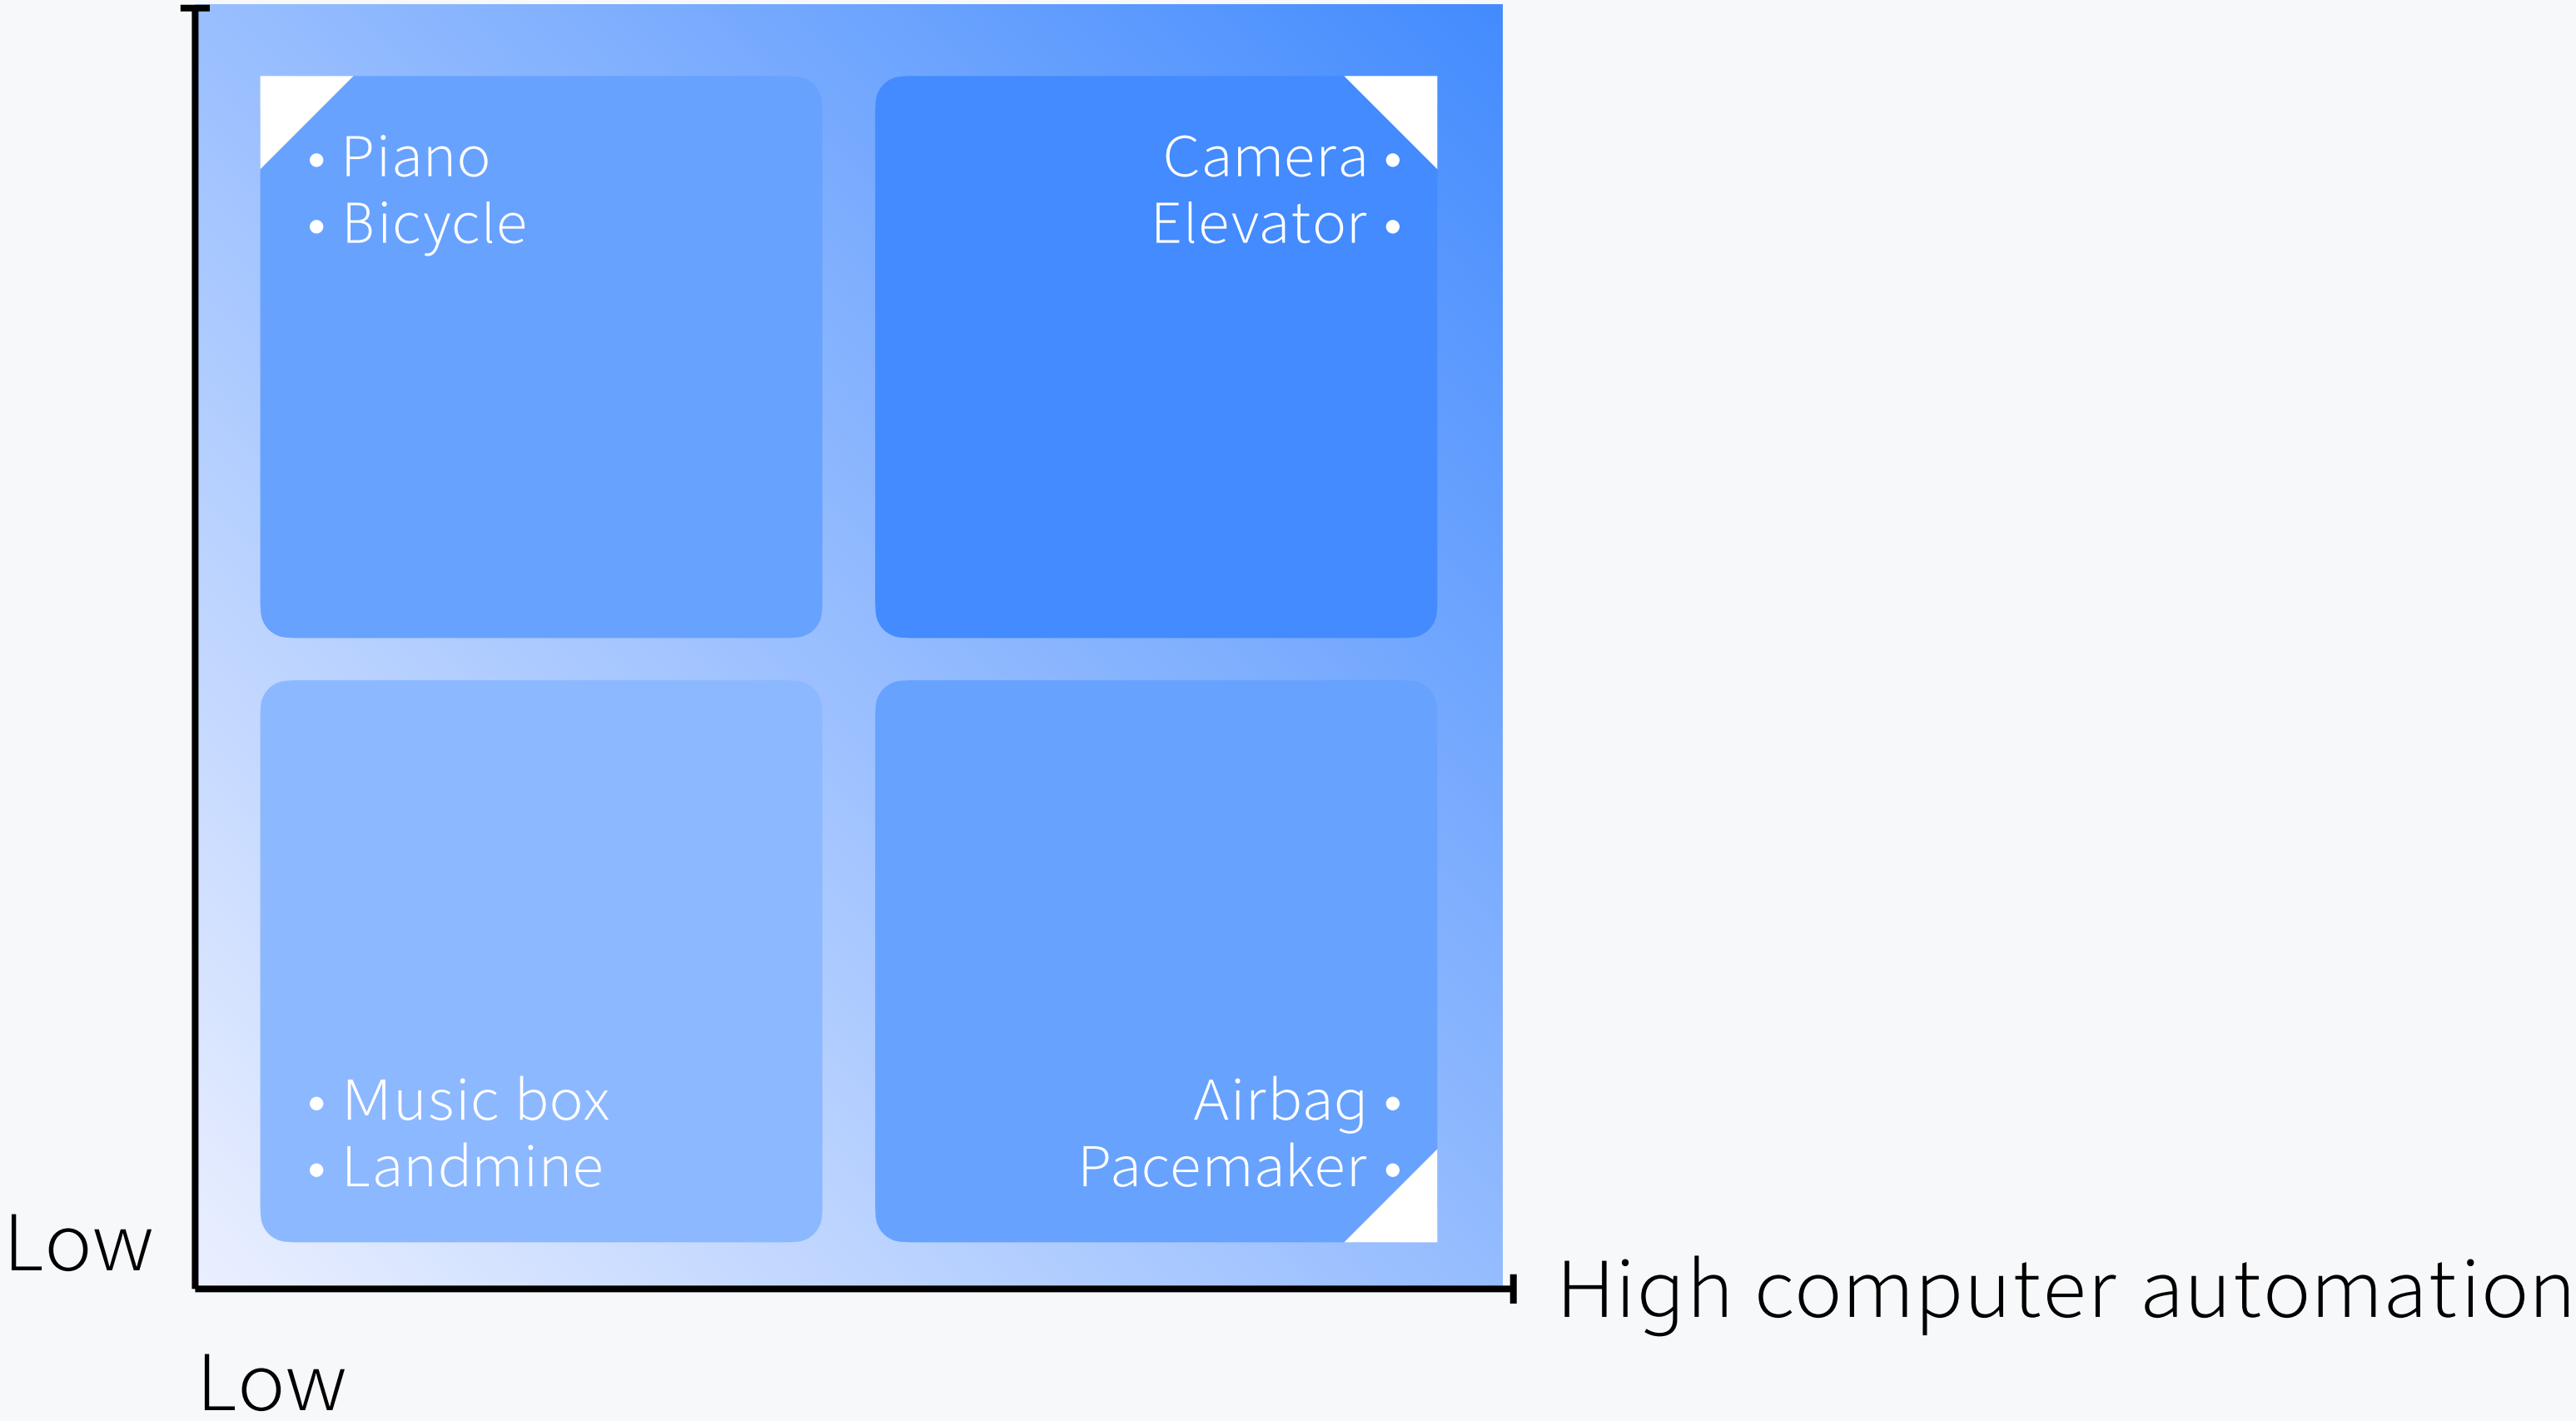 • Piano
• Bicycle
Camera •
Elevator •
• Music box
• Landmine
Airbag •
Pacemaker •
Low
High computer automation
Low